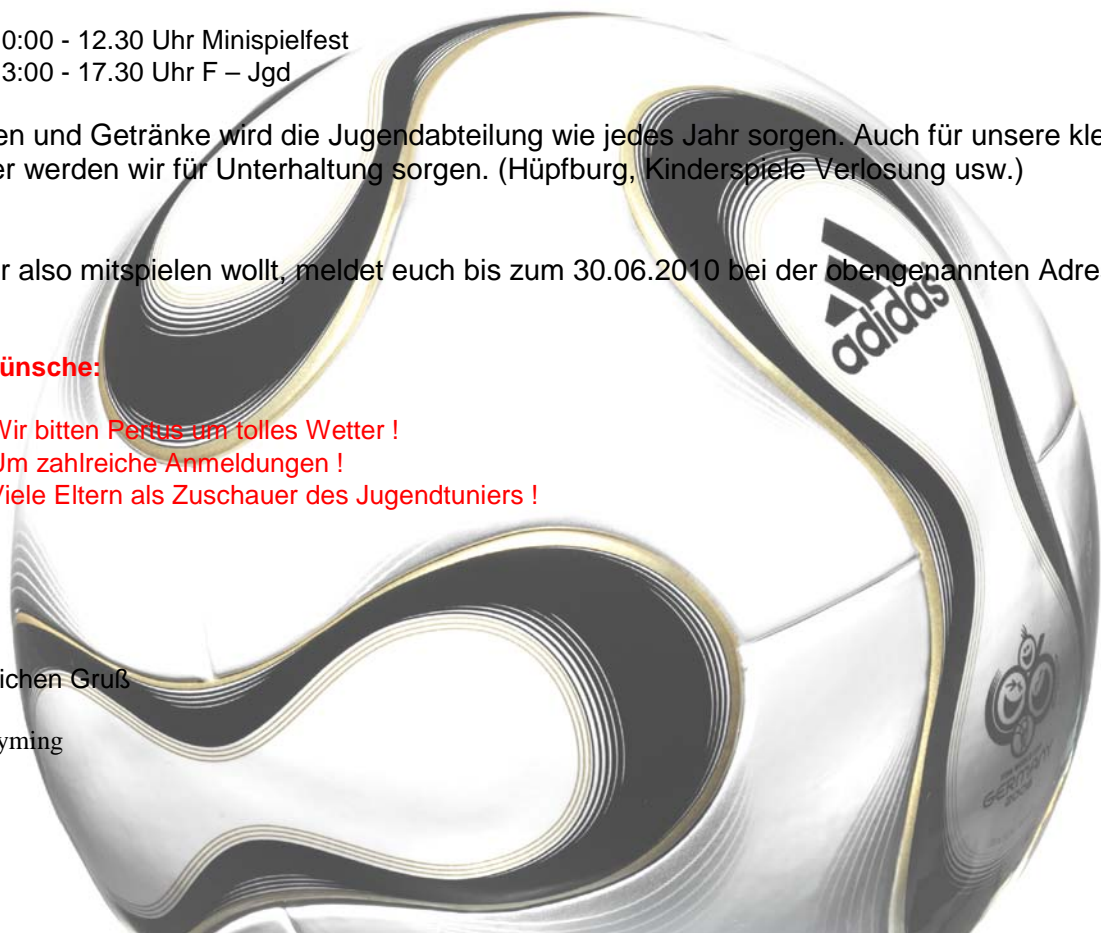 0:00 - 12.30 Uhr Minispielfest
3:00 - 17.30 Uhr F – Jgd
en und Getränke wird die Jugendabteilung wie jedes Jahr sorgen. Auch für unsere kle
er werden wir für Unterhaltung sorgen. (Hüpfburg, Kinderspiele Verlosung usw.)
r also mitspielen wollt, meldet euch bis zum 30.06.2010 bei der obengenannten Adre
adidas
ünsche:
Wir bitten Pertus um tolles Wetter !
Um zahlreiche Anmeldungen !
Viele Eltern als Zuschauer des Jugendtuniers !
ichen Gruß
yming
GERMANY
2006